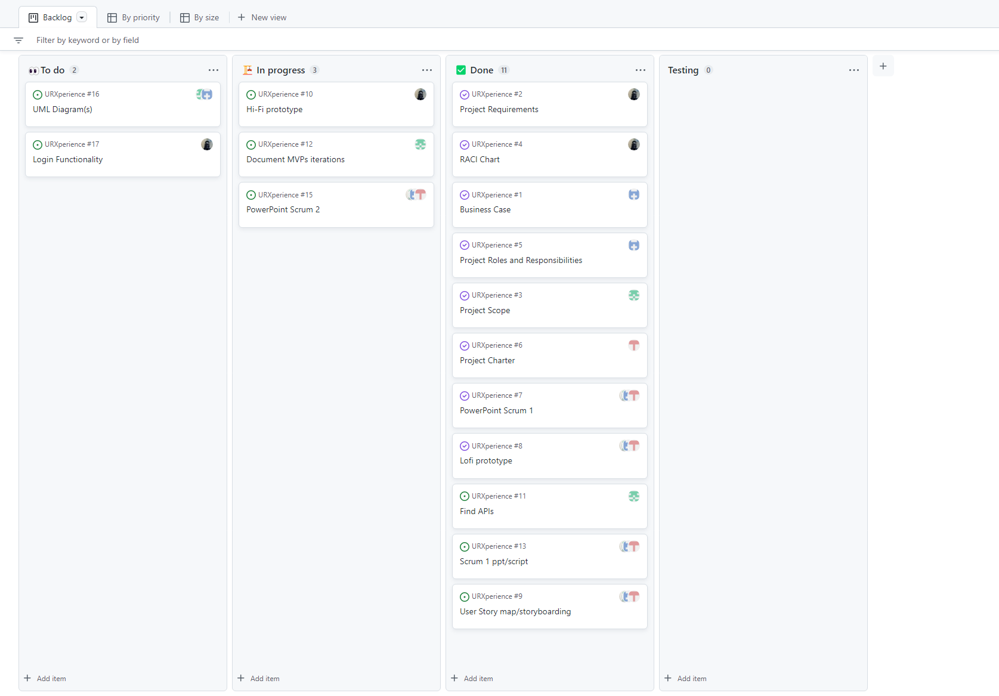 Backlog
By priority
By size
New view
Filter by keyword or by field
To do 2
URXperience #16
UML Diagram(s)
URXperience #17
Login Functionality
Add item
In progress 3
URXperience #10
Hi-Fi prototype
URXperience #12
Document MVPs iterations
URXperience #15
PowerPoint Scrum 2
Add item
Done 11
URXperience #2
Project Requirements
URXperience #4
RACI Chart
URXperience #1
Business Case
URXperience #5
Project Roles and Responsibilities
URXperience #3
Project Scope
URXperience #6
Project Charter
URXperience #7
PowerPoint Scrum 1
URXperience #8
Lofi prototype
URXperience #11
Find APIs
URXperience #13
Scrum 1 ppt/script
URXperience #9
User Story map/storyboarding
Add item
Testing 0
Add item